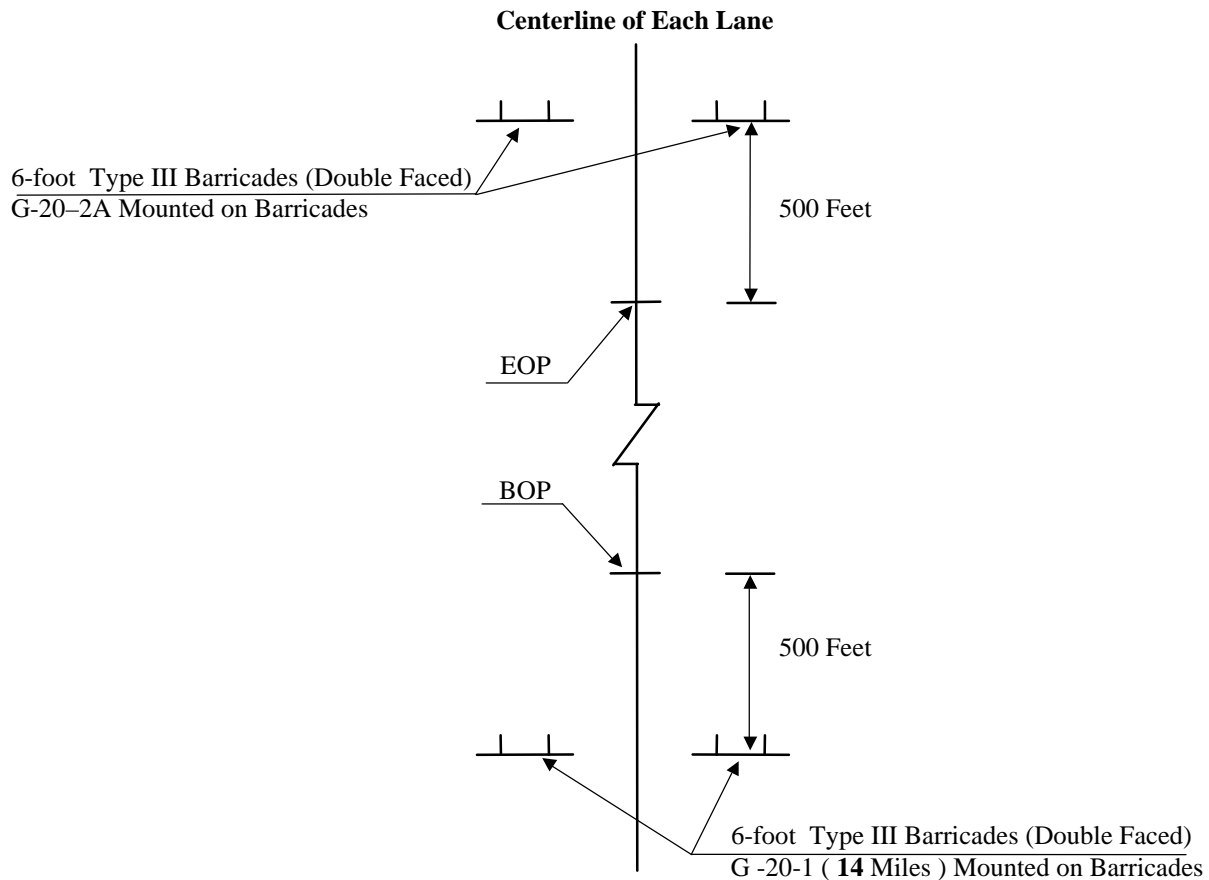 Centerline of Each Lane
6-foot Type III Barricades (Double Faced)
G-20–2A Mounted on Barricades
500 Feet
EOP
BOP
500 Feet
6-foot Type III Barricades (Double Faced)
G -20-1 ( 14 Miles ) Mounted on Barricades